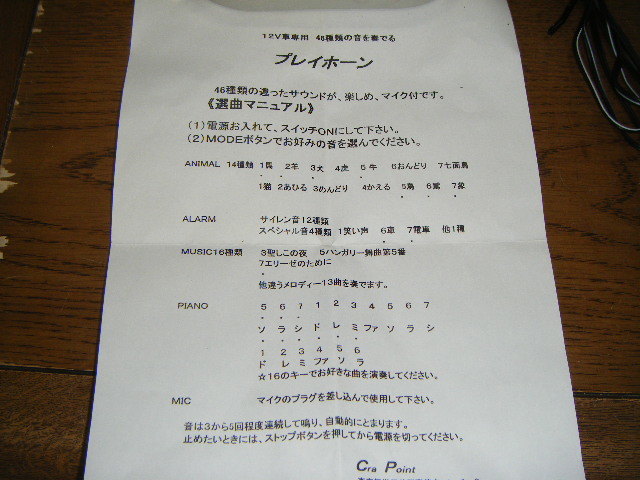 12V車専用 46種類の音を奏でる
プレイホーン
46種類の違ったサウンドが、楽しめ、マイク付です。
《選曲マニュアル》
(1)電源お入れて、スイッチONにして下さい。
(2)MODEボタンでお好みの音を選んでください。
ANIMAL 14種類 1馬 2羊 3犬 4虎 5牛 6おんどり 7七面鳥
1猫 2あひる 3めんどり 4かえる 5鳥 6 7象
ALARM サイレン音12種類
スペシャル音4種類 1笑い声 6車 7電車 他1種
MUSIC16種類 3聖しこの夜 5ハンガリー舞曲第5番
7エリーゼのために
他違うメロディー13曲を奏でます。
PIANO 5 6 7 1 2 3 4 5 6 7
ソ ラ シ ド レ ミ ファ ソ ラ シ
1 2 3 4 5 6
ド レ ミ ファ ソ ラ
☆16のキーでお好きな曲を演奏してください。
MIC マイクのプラグを差し込んで使用して下さい。
音は3から5回程度連続して鳴り、自動的にとまります。
止めたいときには、ストップボタンを押してから電源を切ってください。
Cra Point